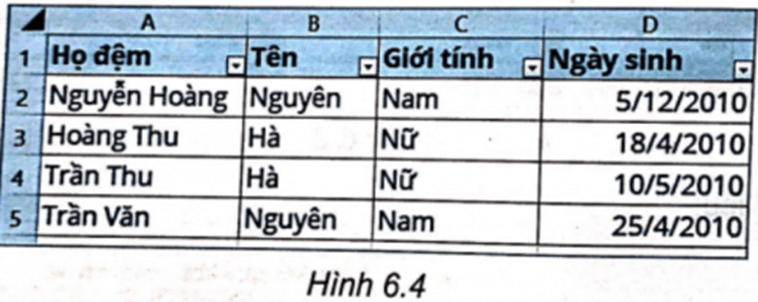 A B C D
1 Họ đệm Tên Giới tính Ngày sinh
2 Nguyễn Hoàng Nguyên Nam 5/12/2010
3 Hoàng Thu Hà Nữ 18/4/2010
4 Trần Thu Hà Nữ 10/5/2010
5 Trần Văn Nguyên Nam 25/4/2010
Hình 6.4